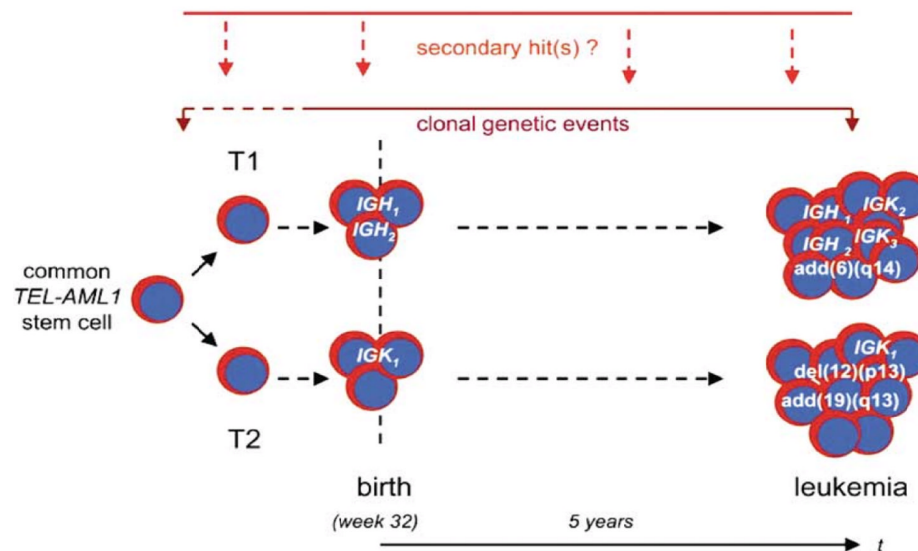 secondary hit(s) ?
clonal genetic events
T1
IGH1
IGH2
common
TEL-AML1
stem cell
IGK1
T2
IGH1
IGK2
IGH2
IGK3
add(6)(q14)
IGK1
del(12)(p13)
add(19)(q13)
birth
leukemia
(week 32)
5 years
t